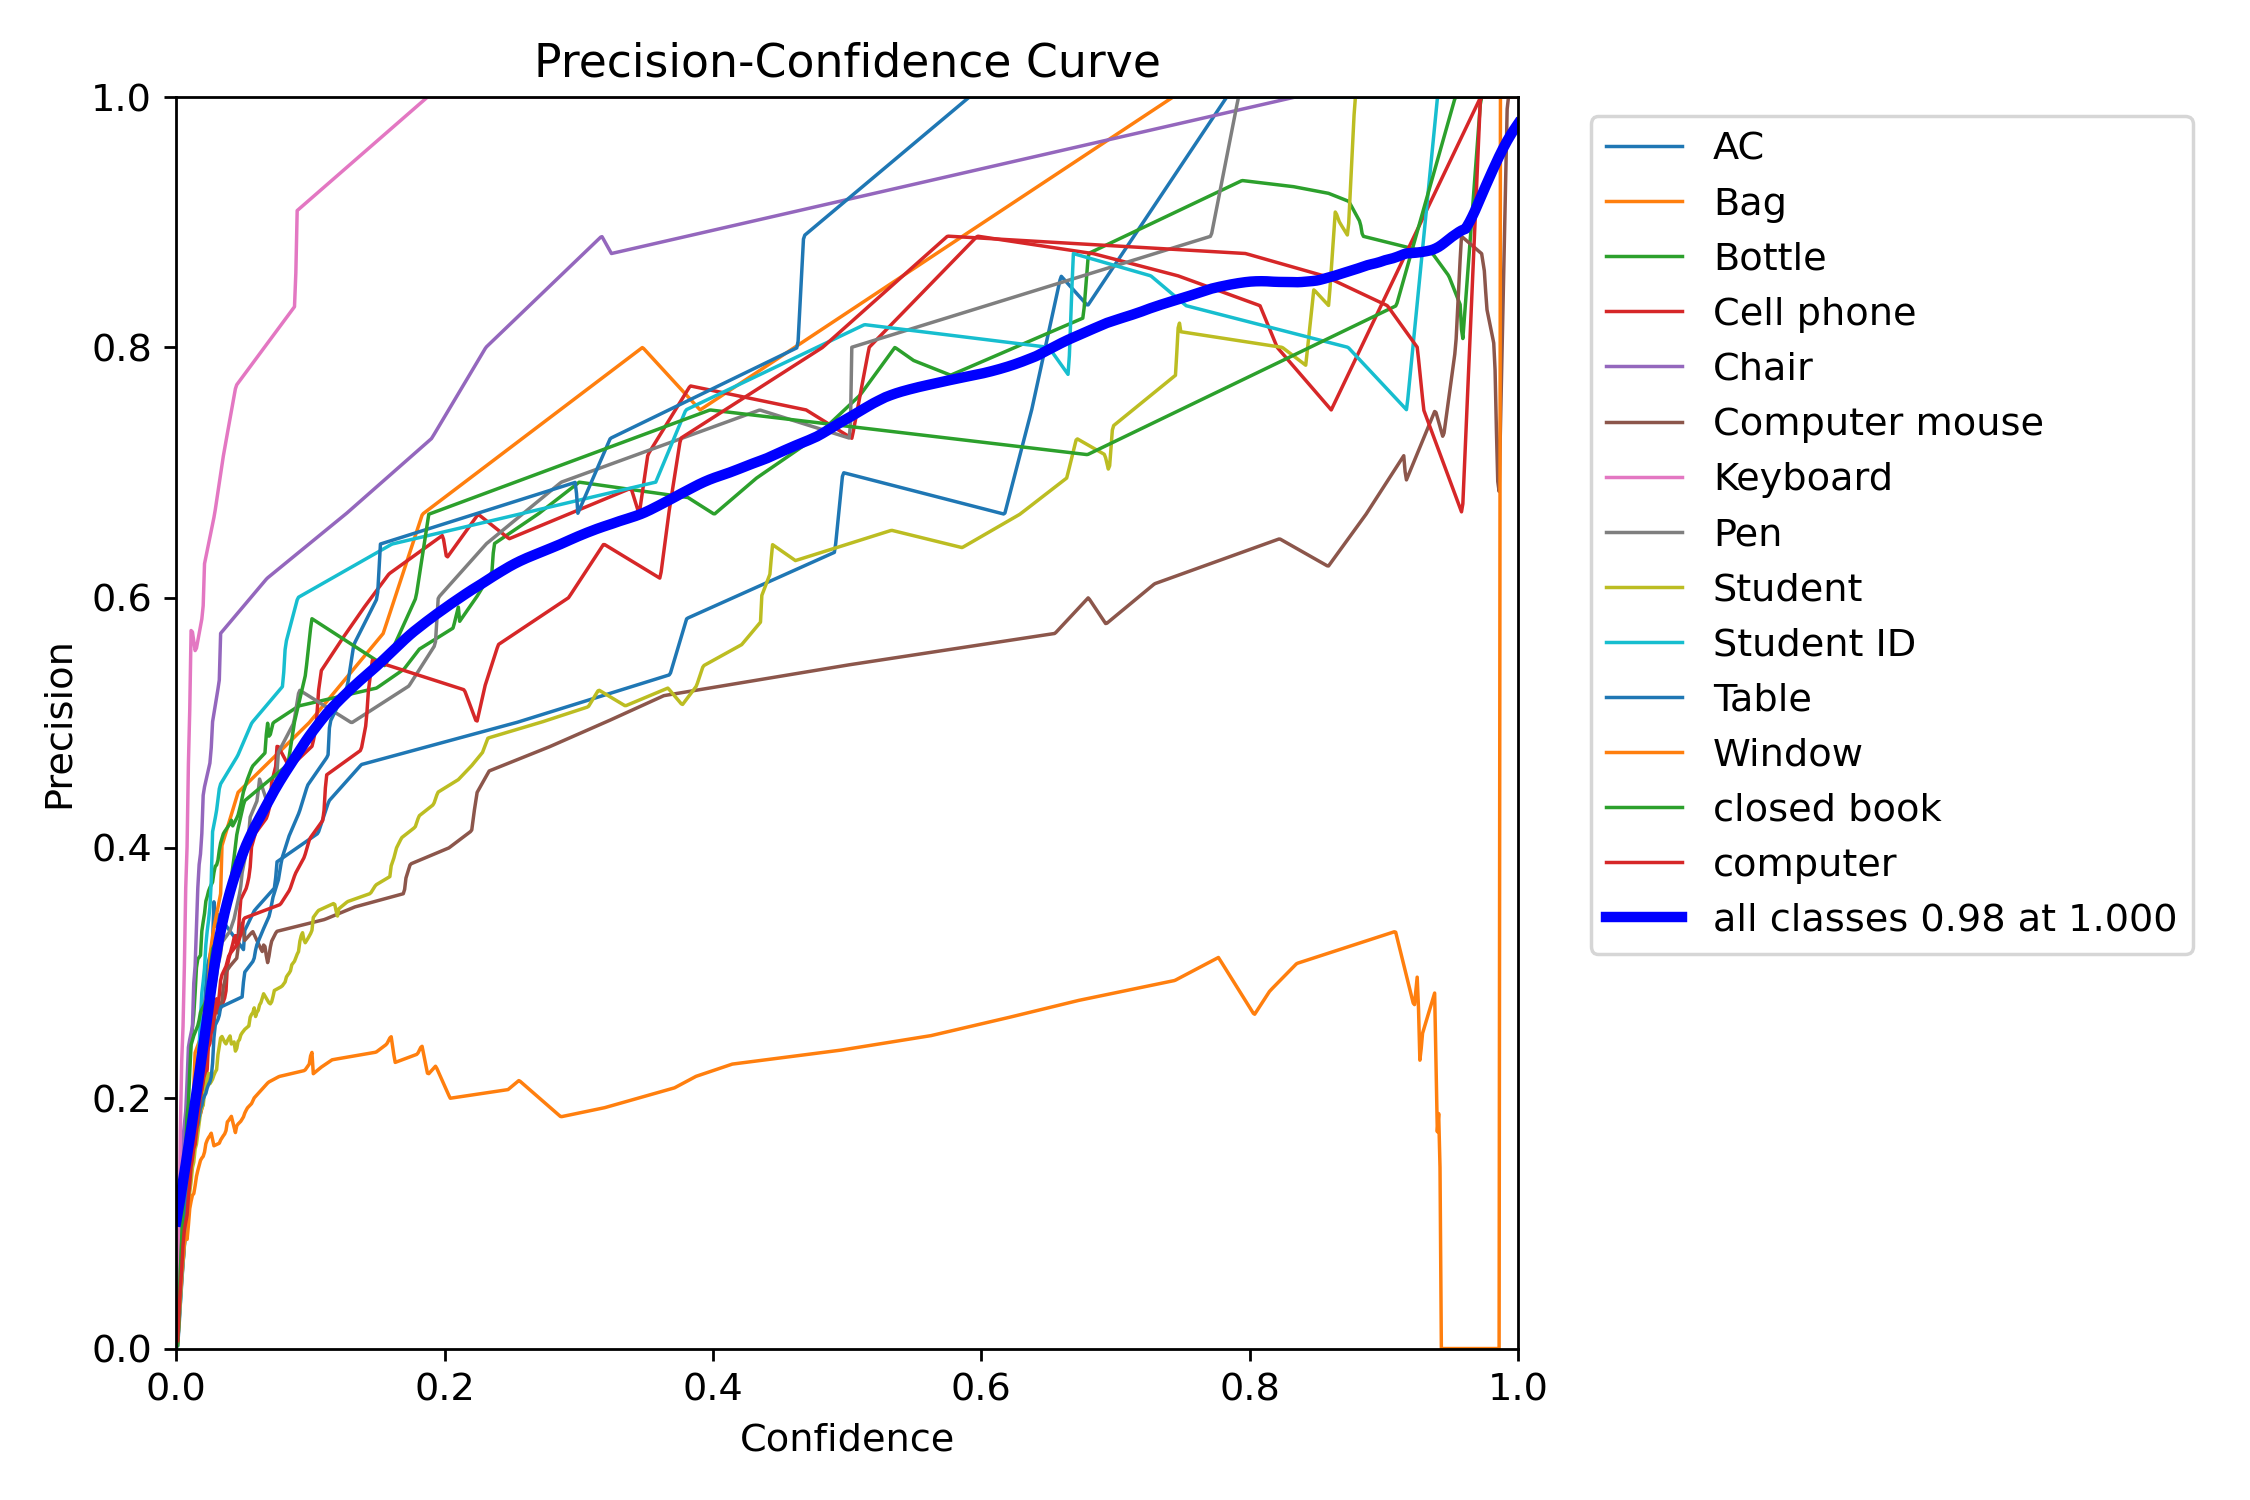 Precision-Confidence Curve
1.0
0.8
0.6
0.4
0.2
0.0
Precision
0.0 0.2 0.4 0.6 0.8 1.0
Confidence
AC
Bag
Bottle
Cell phone
Chair
Computer mouse
Keyboard
Pen
Student
Student ID
Table
Window
closed book
computer
all classes 0.98 at 1.000